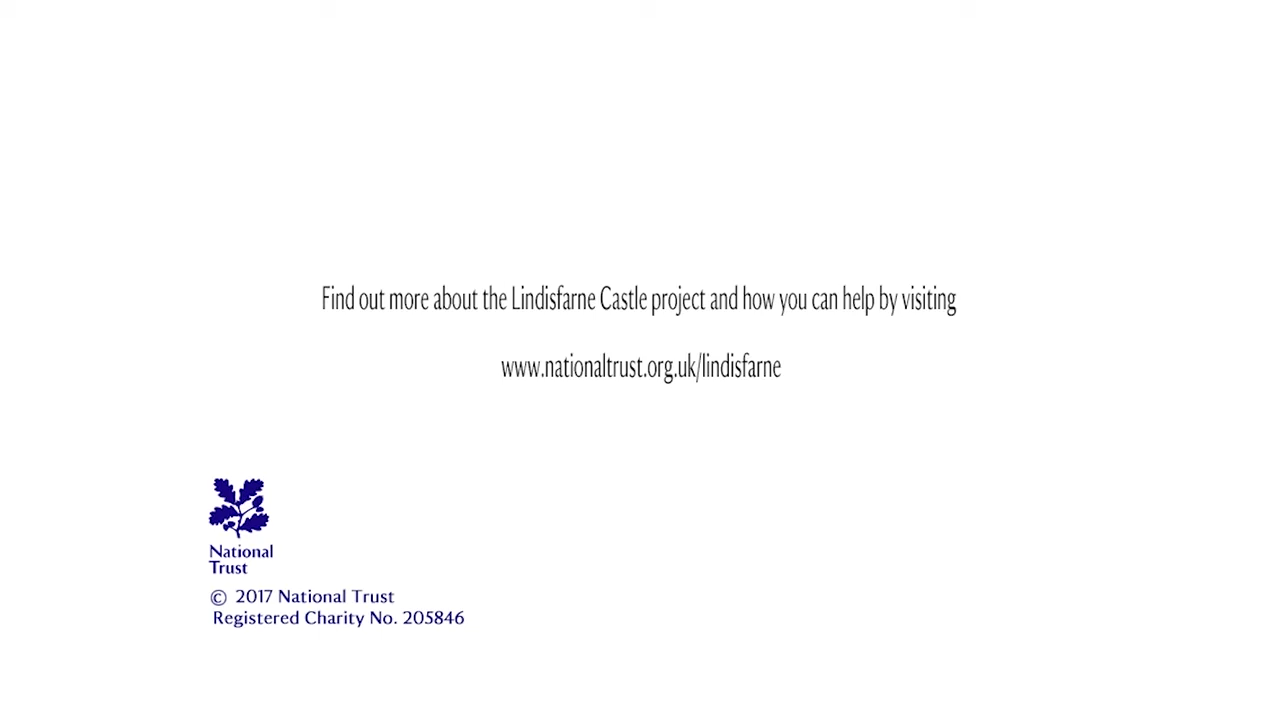 Find out more about the Lindisfarne Castle project and how you can help by visiting
www.nationaltrust.org.uk/lindisfarne
National
Trust
© 2017 National Trust
Registered Charity No. 205846